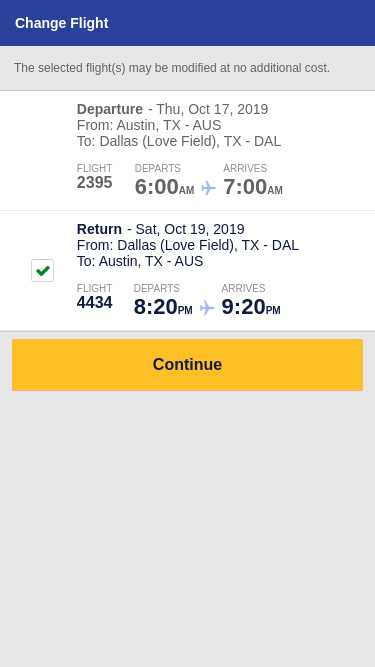 Change Flight
The selected flight(s) may be modified at no additional cost.
Departure - Thu, Oct 17, 2019
From: Austin, TX - AUS
To: Dallas (Love Field), TX - DAL
FLIGHT DEPARTS ARRIVES
2395 6:00AM 7:00AM
Return - Sat, Oct 19, 2019
From: Dallas (Love Field), TX - DAL
To: Austin, TX - AUS
FLIGHT DEPARTS ARRIVES
4434 8:20PM 9:20PM
Continue